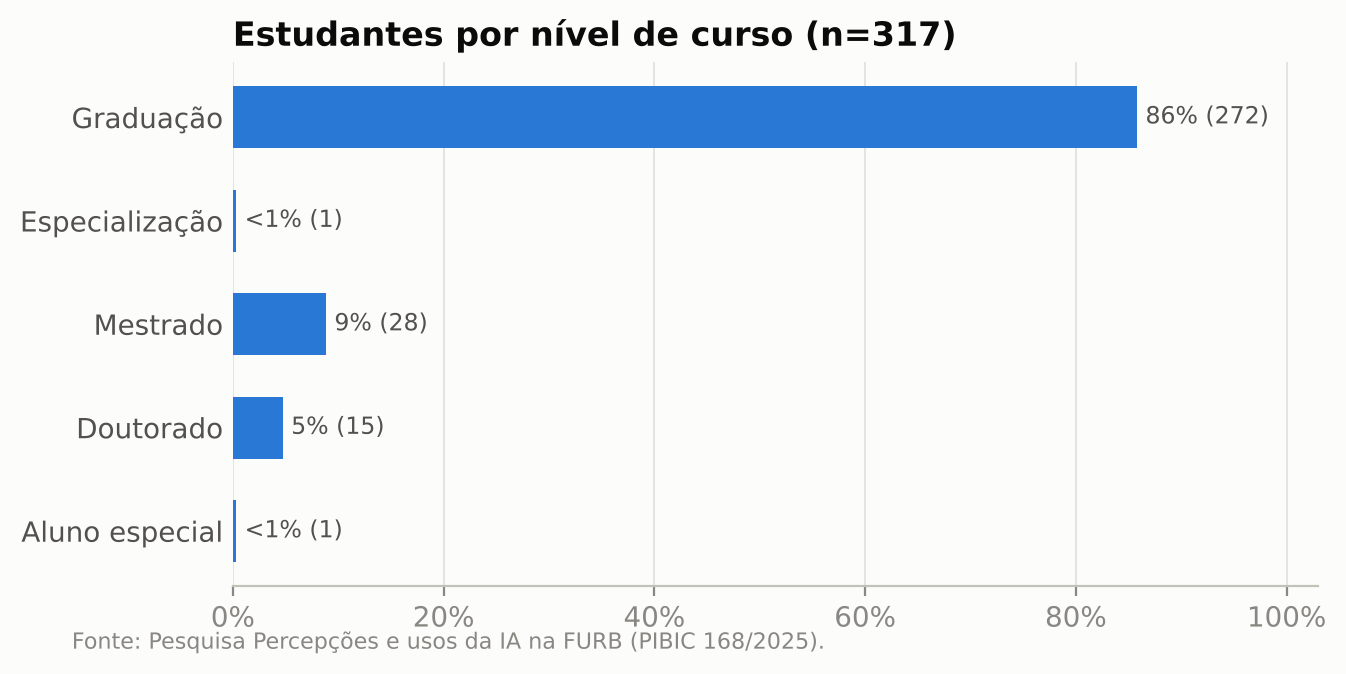 Estudantes por nível de curso (n=317)
Graduação 86% (272)
Especialização <1% (1)
Mestrado 9% (28)
Doutorado 5% (15)
Aluno especial <1% (1)
0% 20% 40% 60% 80% 100%
Fonte: Pesquisa Percepções e usos da IA na FURB (PIBIC 168/2025).